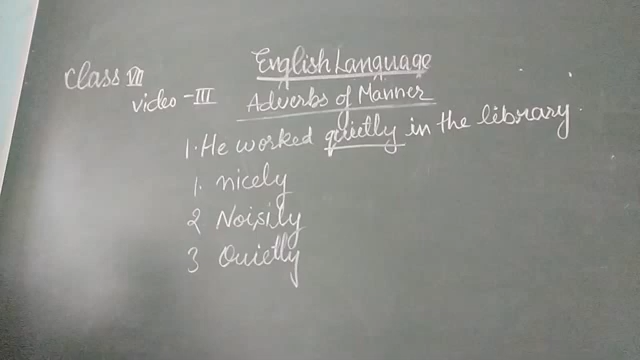 English Language
Class VII
video - III Adverbs of Manner
1. He worked quietly in the library.
1. nicely
2 Noisily
3 Quietly